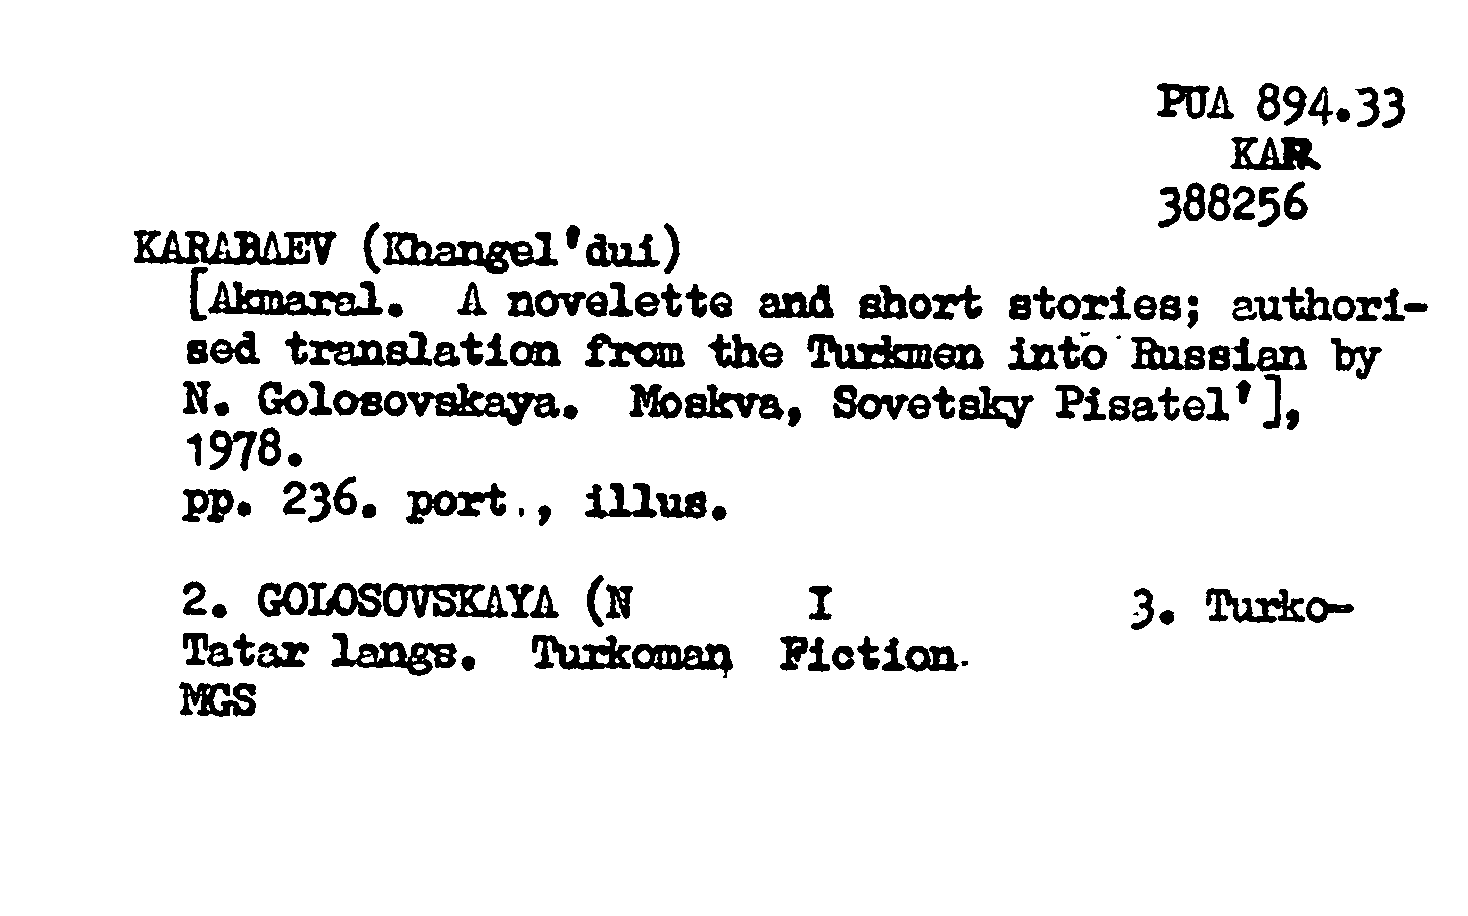 PUA 894.33
KAR
388256
KARABAEV (Khangel'dui)
[Akmaral. A novelette and short stories; authori-
sed translation from the Turkmen into Russian by
N. Golosovskaya. Moskva, Sovetsky Pisatel'],
1978.
pp. 236. port., illus.
2. GOLOSOVSKAYA (N I 3. Turko-
Tatar langs. Turkoman Fiction.
MGS